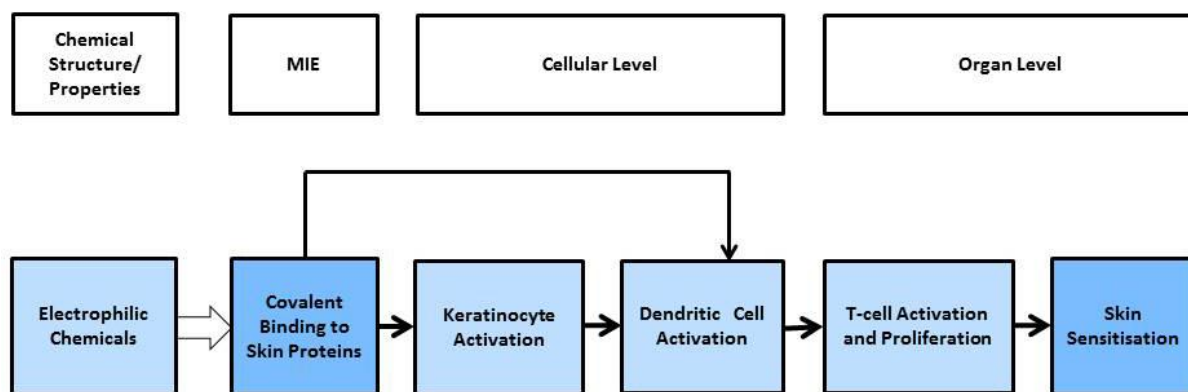 Chemical
Structure/
Properties
MIE
Cellular Level
Organ Level
Electrophilic
Chemicals
Covalent
Binding to
Skin Proteins
Keratinocyte
Activation
Dendritic Cell
Activation
T-cell Activation
and Proliferation
Skin
Sensitisation